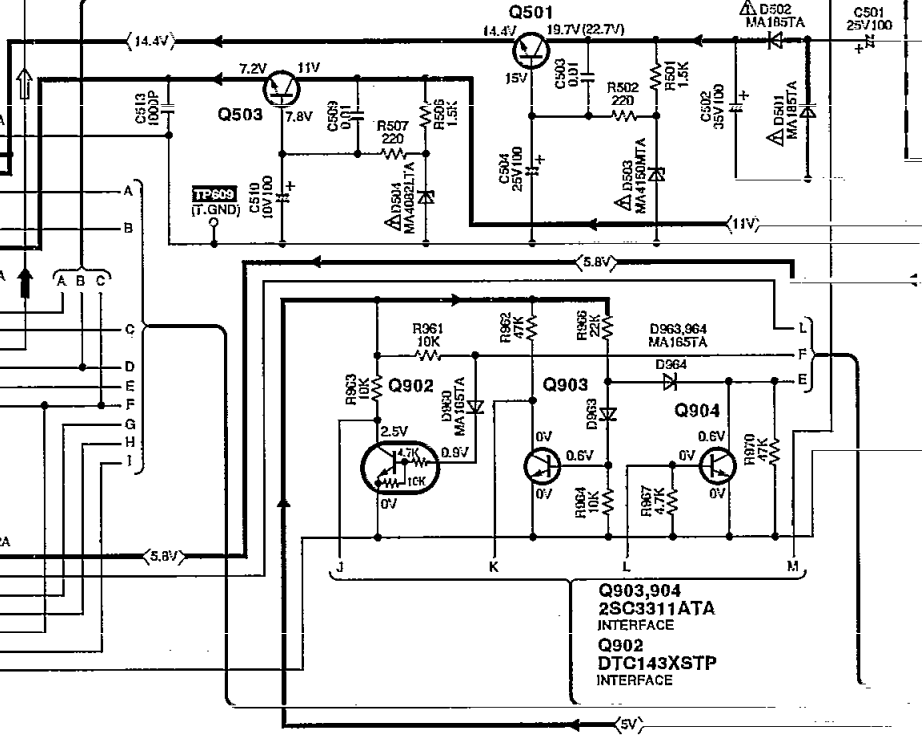 Q501
D502
MA185TA
C501
25V100
14.4V
14.4V
19.7V(22.7V)
7.2V
11V
15V
C503
0.01
R501
1.5K
R502
220
C502
35V100
D501
MA185TA
C513
1000P
Q503
7.8V
C509
0.01
R506
1.5K
R507
220
C504
25V100
D503
MA4150MTA
A
TP609
(T.GND)
C510
10V100
D504
MA4082LTA
B
11V
5.8V
A B C
C
D
E
F
G
H
I
R961
10K
R962
47K
R966
22K
D963,964
MA165TA
L
F
E
D964
R963
10K
Q902
D960
MA165TA
Q903
D963
Q904
2.5V
4.7K
10K
0.9V
0V
0V
0.6V
0V
R964
10K
R967
4.7K
0V
0.6V
0V
R970
47K
5.8V
2A
J
K
L
M
Q903,904
2SC3311ATA
INTERFACE
Q902
DTC143XSTP
INTERFACE
5V